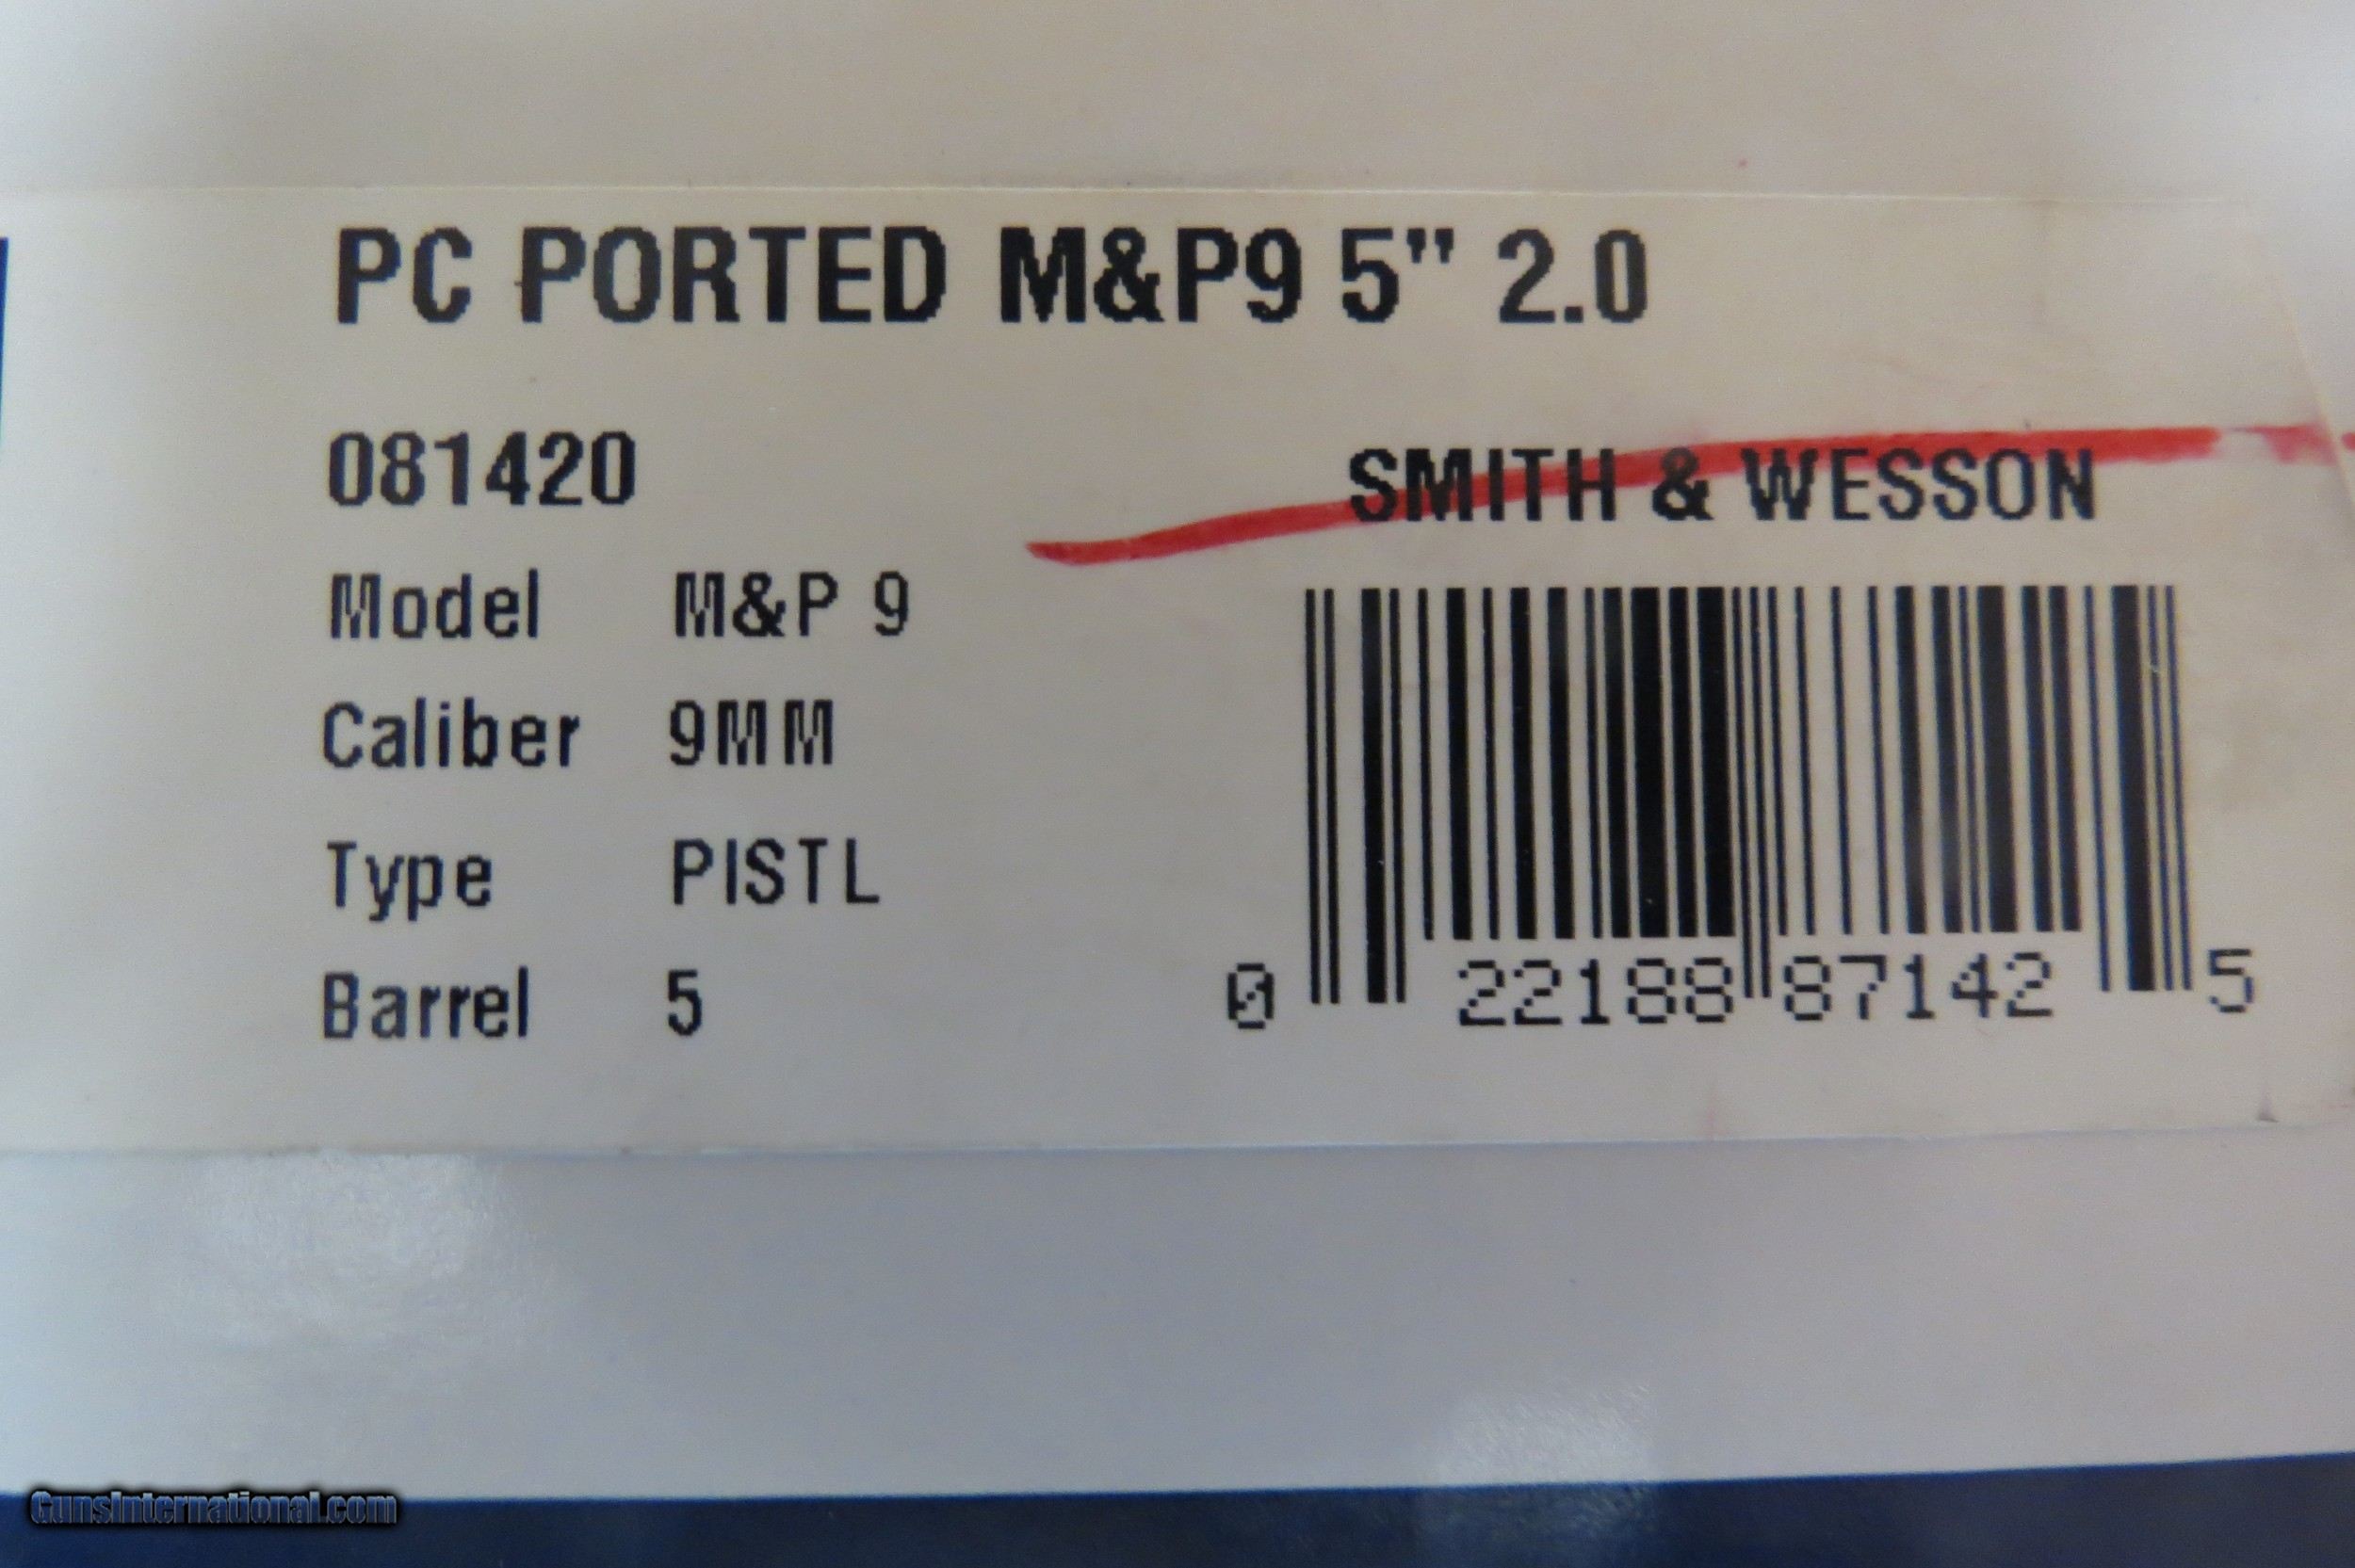 PC PORTED M&P9 5" 2.0
081420
SMITH & WESSON
Model M&P 9
Caliber 9MM
Type PISTL
Barrel 5
0 22188 87142 5
GunsInternational.com